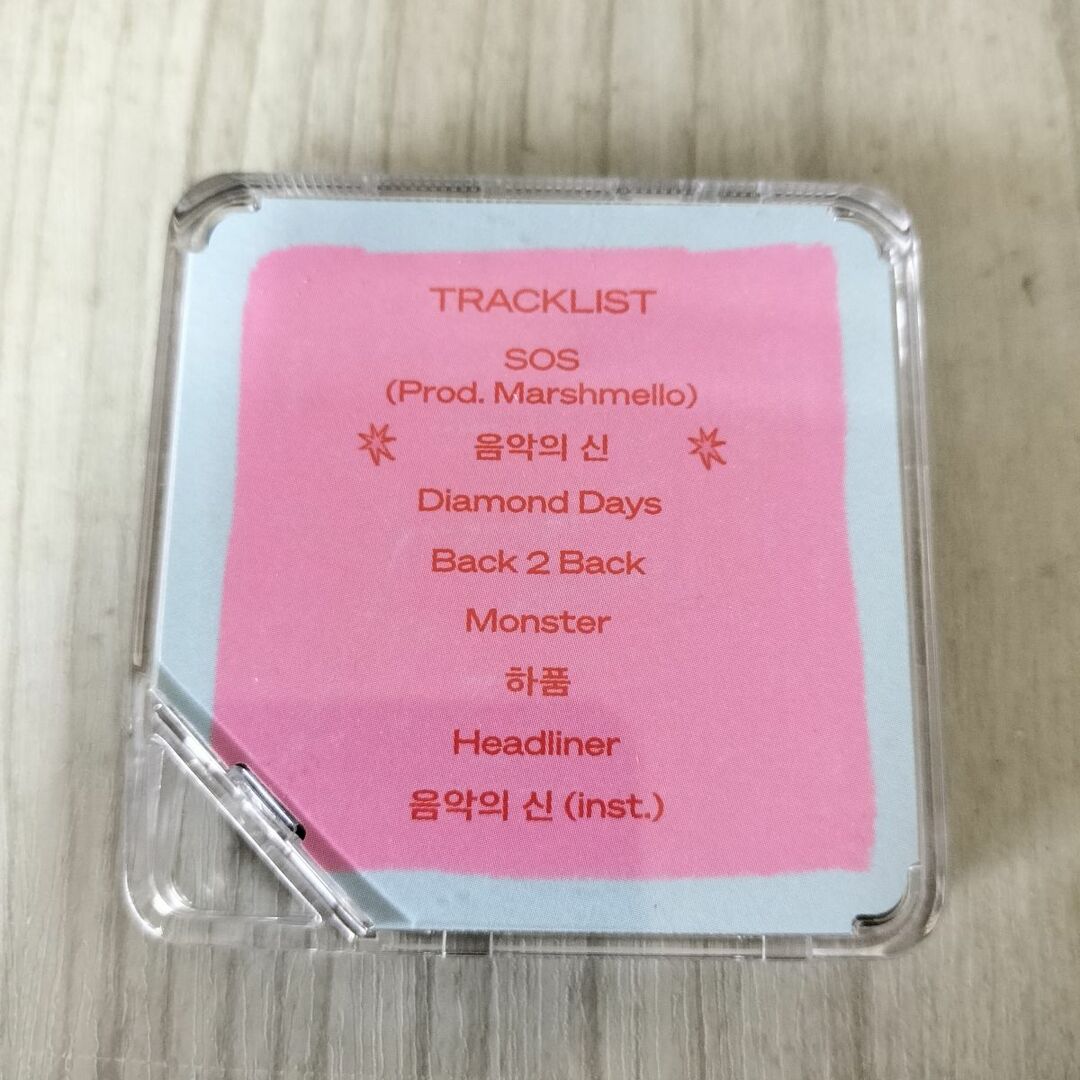 TRACKLIST
SOS
(Prod. Marshmello)
음악의 신
Diamond Days
Back 2 Back
Monster
하품
Headliner
음악의 신 (inst.)